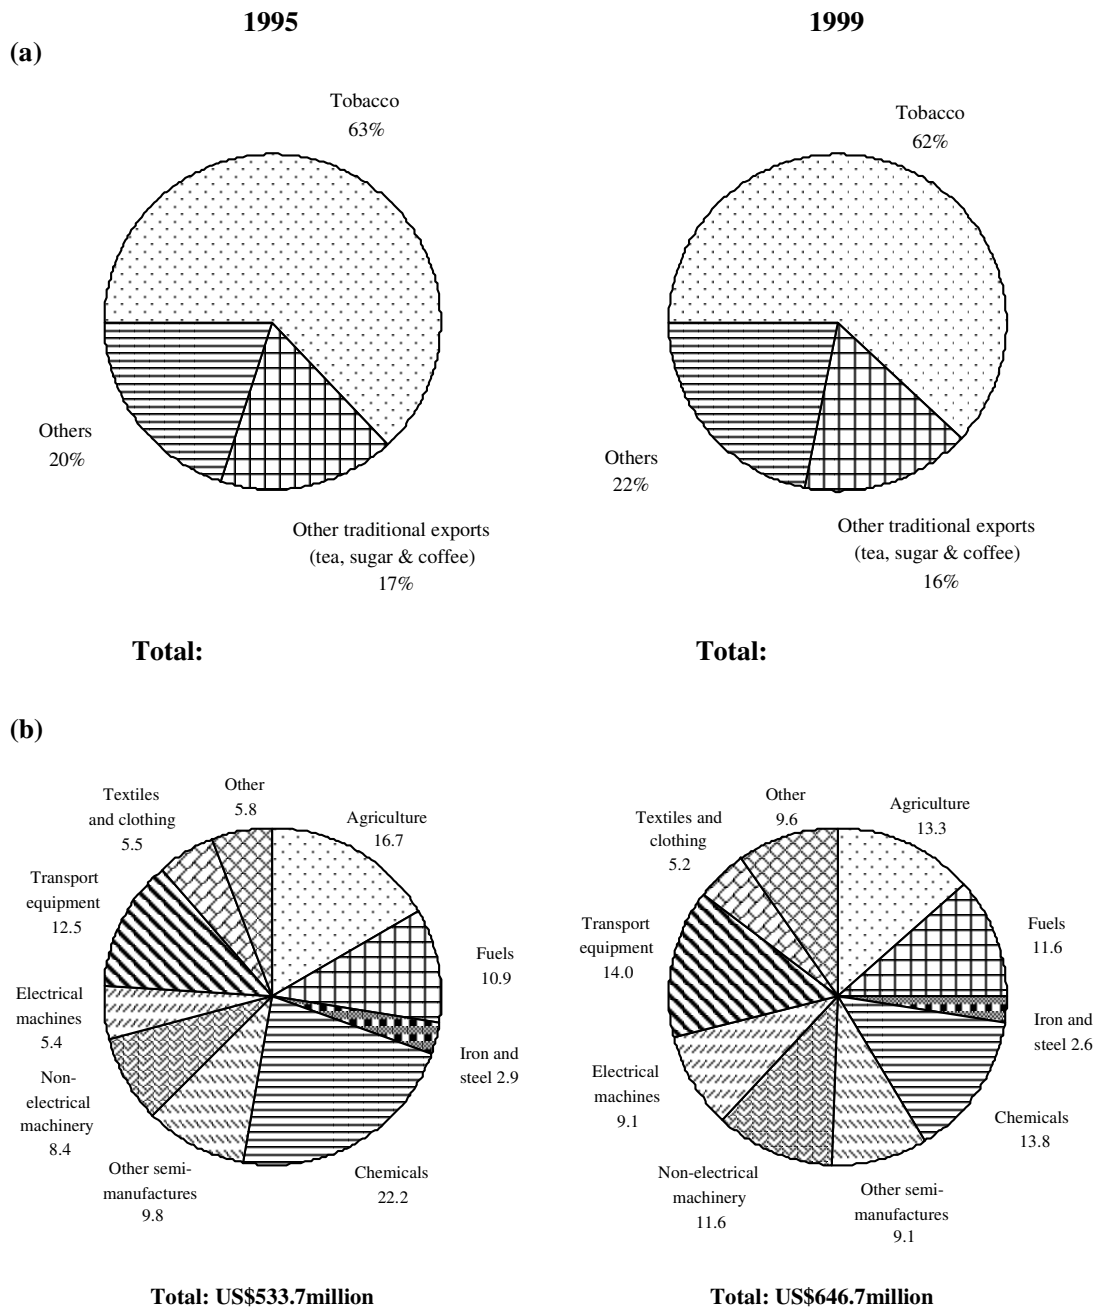 1995
1999
(a)
Tobacco
63%
Others
20%
Other traditional exports
(tea, sugar & coffee)
17%
Total:
Tobacco
62%
Others
22%
Other traditional exports
(tea, sugar & coffee)
16%
Total:
(b)
Other
5.8
Agriculture
16.7
Fuels
10.9
Iron and
steel 2.9
Chemicals
22.2
Other semi-
manufactures
9.8
Non-
electrical
machinery
8.4
Electrical
machines
5.4
Transport
equipment
12.5
Textiles
and clothing
5.5
Total: US$533.7million
Other
9.6
Agriculture
13.3
Fuels
11.6
Iron and
steel 2.6
Chemicals
13.8
Other semi-
manufactures
9.1
Non-electrical
machinery
11.6
Electrical
machines
9.1
Transport
equipment
14.0
Textiles and
clothing
5.2
Total: US$646.7million